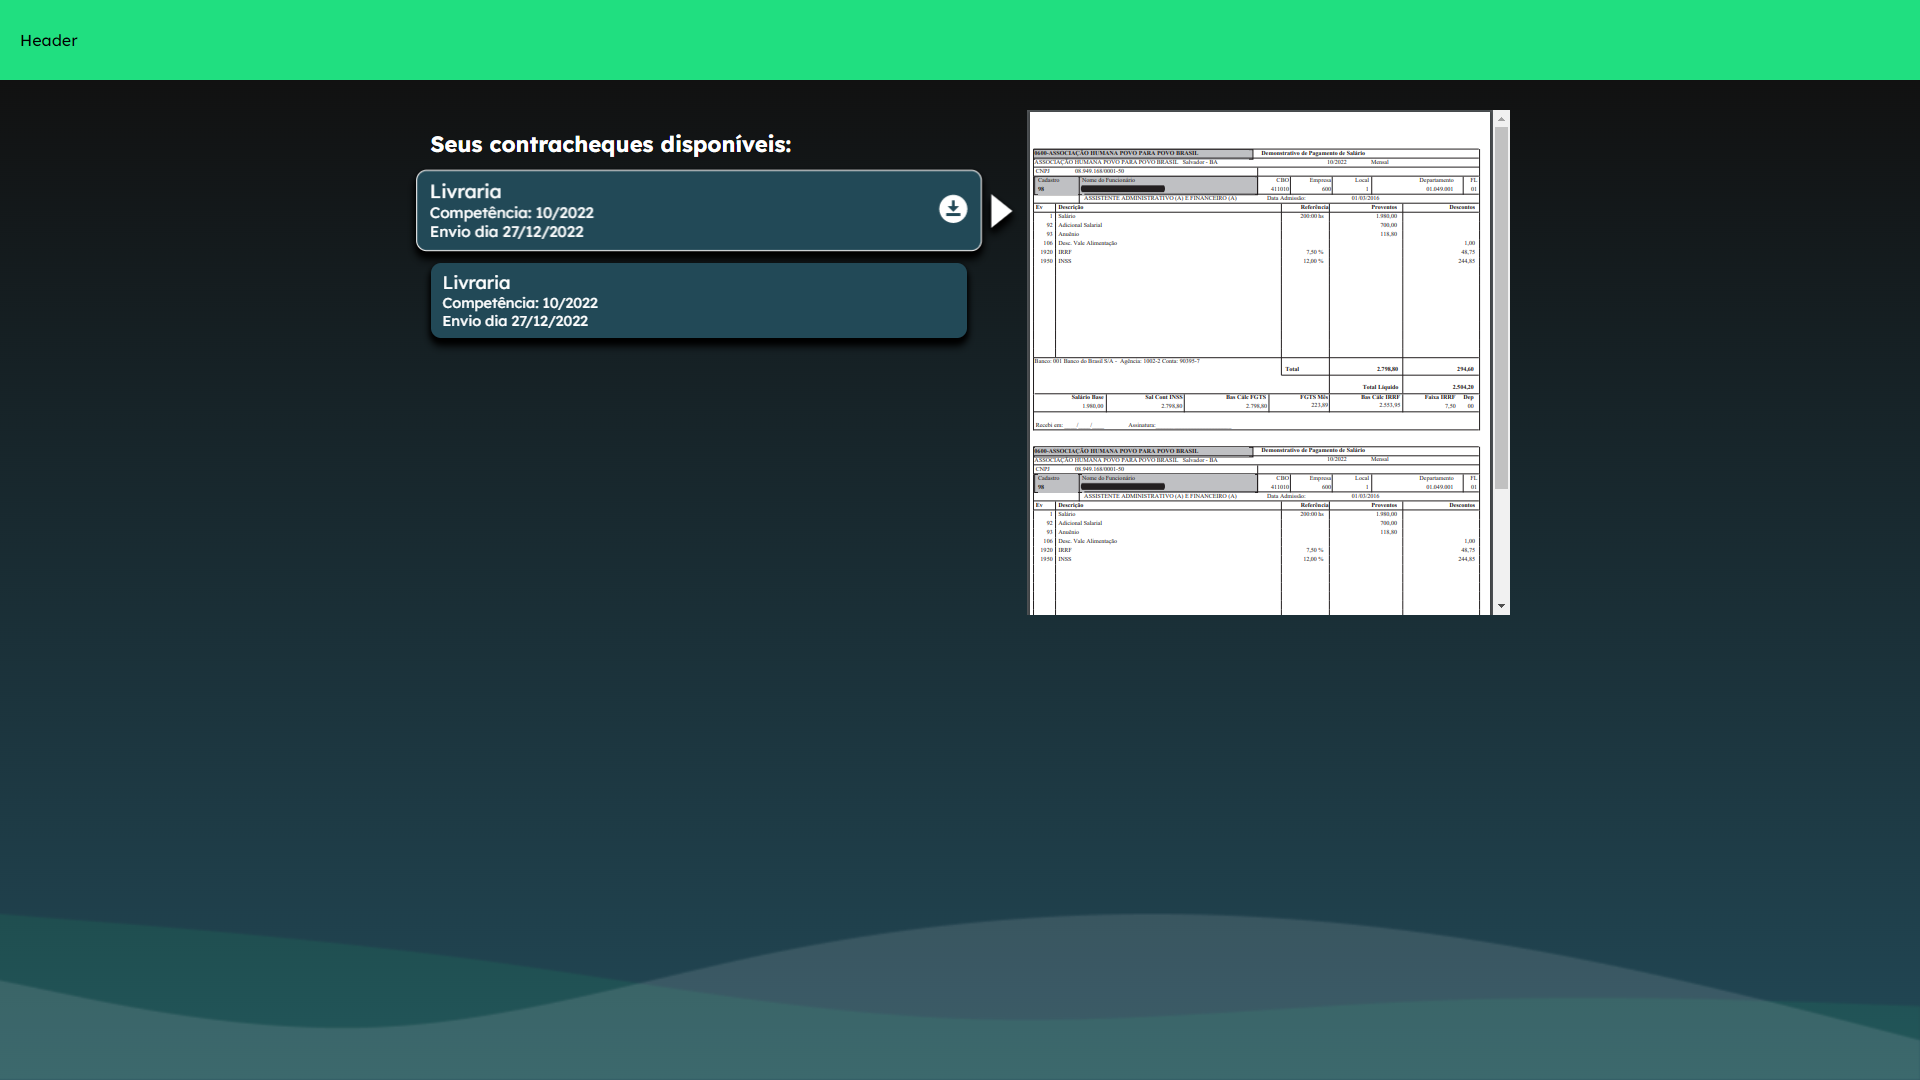 Header
Seus contracheques disponíveis:
Livraria
Competência: 10/2022
Envio dia 27/12/2022
Livraria
Competência: 10/2022
Envio dia 27/12/2022
0600-ASSOCIAÇÃO HUMANA POVO PARA POVO BRASIL Demonstrativo de Pagamento de Salário
ASSOCIAÇÃO HUMANA POVO PARA POVO BRASIL Salvador - BA 10/2022 Mensal
CNPJ 08.949.168/0001-50
Cadastro Nome do Funcionário CBO Empresa Local Departamento FL
98 411010 600 1 01.049.001 01
ASSISTENTE ADMINISTRATIVO (A) E FINANCEIRO (A) Data Admissão: 01/03/2016
Ev Descrição Referência Proventos Descontos
1 Salário 200:00 hs 1.980,00
92 Adicional Salarial 700,00
93 Anuênio 118,80
106 Desc. Vale Alimentação 1,00
1920 IRRF 7,50 % 48,75
1950 INSS 12,00 % 244,85
Banco: 001 Banco do Brasil S/A - Agência: 1002-2 Conta: 90395-7
Total 2.798,80 294,60
Total Líquido 2.504,20
Salário Base Sal Cont INSS Bas Cálc FGTS FGTS Mês Bas Cálc IRRF Faixa IRRF Dep
1.980,00 2.798,80 2.798,80 223,89 2.553,95 7,50 00
Recebi em: ____/____/____ Assinatura:____________________
0600-ASSOCIAÇÃO HUMANA POVO PARA POVO BRASIL Demonstrativo de Pagamento de Salário
ASSOCIAÇÃO HUMANA POVO PARA POVO BRASIL Salvador - BA 10/2022 Mensal
CNPJ 08.949.168/0001-50
Cadastro Nome do Funcionário CBO Empresa Local Departamento FL
98 411010 600 1 01.049.001 01
ASSISTENTE ADMINISTRATIVO (A) E FINANCEIRO (A) Data Admissão: 01/03/2016
Ev Descrição Referência Proventos Descontos
1 Salário 200:00 hs 1.980,00
92 Adicional Salarial 700,00
93 Anuênio 118,80
106 Desc. Vale Alimentação 1,00
1920 IRRF 7,50 % 48,75
1950 INSS 12,00 % 244,85